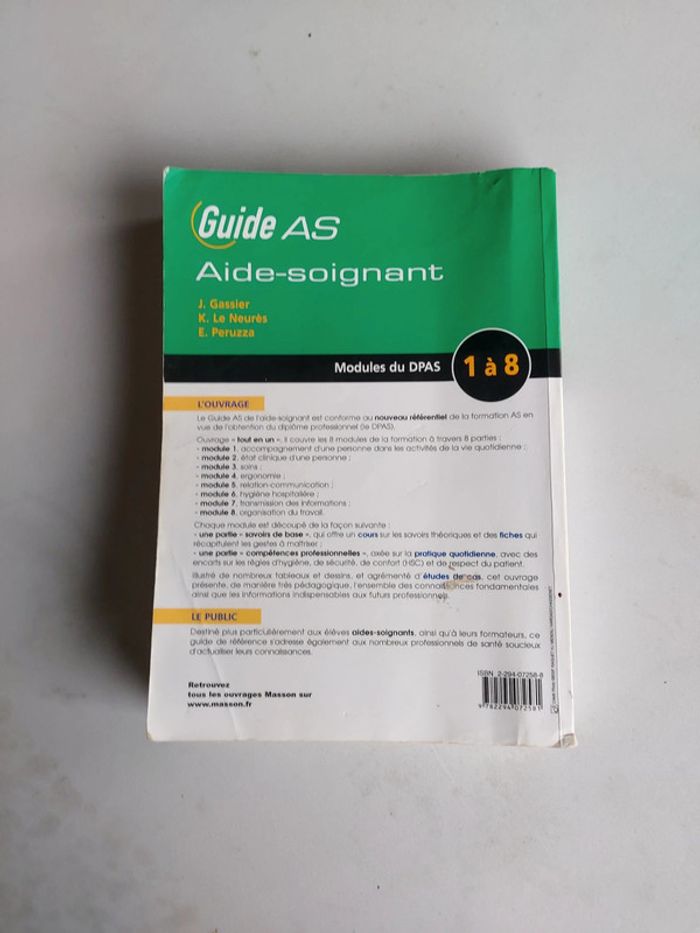 Guide AS
Aide-soignant
J. Gassier
K. Le Neurès
E. Peruzza
Modules du DPAS 1 à 8
L'OUVRAGE
Le Guide AS de l'aide-soignant est conforme au nouveau référentiel de la formation AS en
vue de l'obtention du diplôme professionnel (le DPAS).
Ouvrage « tout en un », il couvre les 8 modules de la formation à travers 8 parties :
- module 1, accompagnement d'une personne dans les activités de la vie quotidienne ;
- module 2, état clinique d'une personne ;
- module 3, soins ;
- module 4, ergonomie ;
- module 5, relation-communication ;
- module 6, hygiène hospitalière ;
- module 7, transmission des informations ;
- module 8, organisation du travail.
Chaque module est découpé de la façon suivante :
- une partie « savoirs de base », qui offre un cours sur les savoirs théoriques et des fiches qui
récapitulent les gestes à maîtriser ;
- une partie « compétences professionnelles », axée sur la pratique quotidienne, avec des
encarts sur les règles d'hygiène, de sécurité, de confort (HSC) et de respect du patient.
Illustré de nombreux tableaux et dessins, et agrémenté d'études de cas, cet ouvrage
présente, de manière très pédagogique, l'ensemble des connaissances fondamentales
ainsi que les informations indispensables aux futurs professionnels.
LE PUBLIC
Destiné plus particulièrement aux élèves aides-soignants, ainsi qu'à leurs formateurs, ce
guide de référence s'adresse également aux nombreux professionnels de santé soucieux
d'actualiser leurs connaissances.
Retrouvez
tous les ouvrages Masson sur
www.masson.fr
ISBN 2-294-07258-8
9 782294 072581